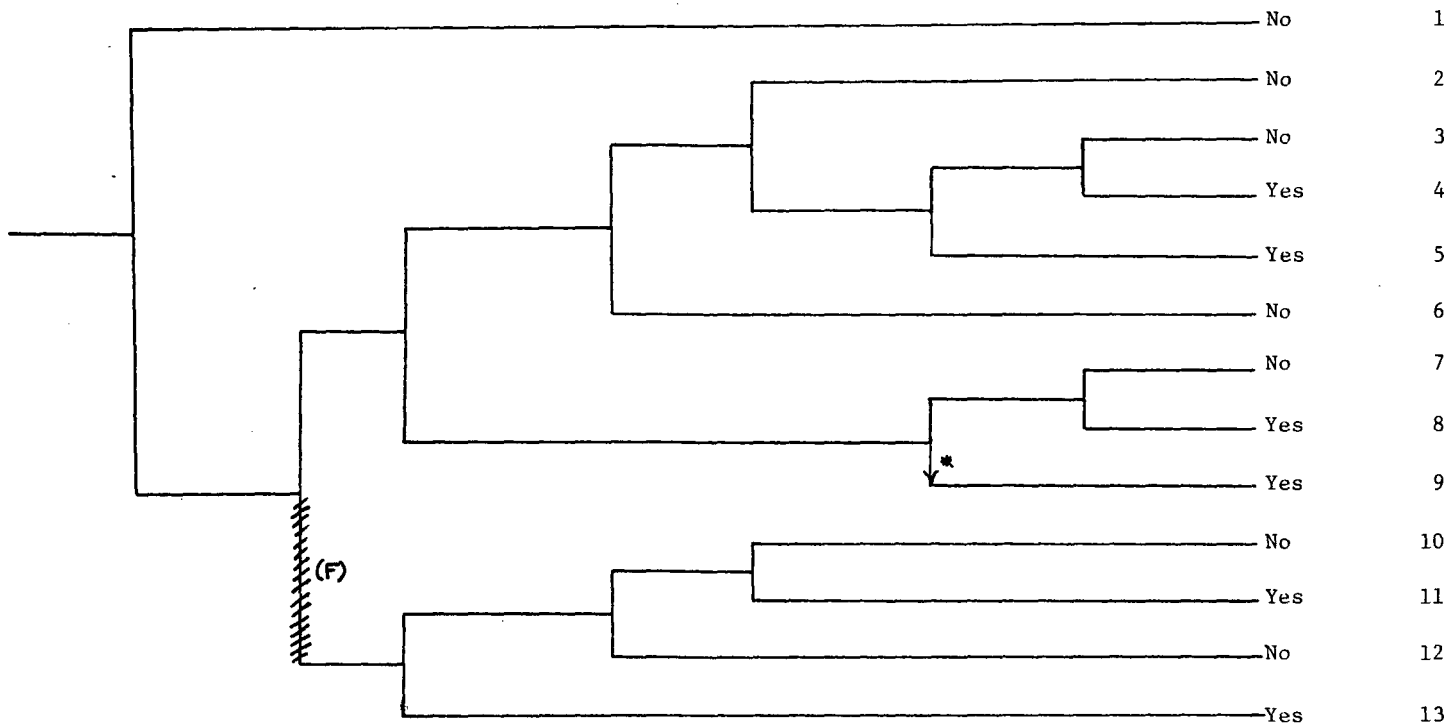 No 1
No 2
No 3
Yes 4
Yes 5
No 6
No 7
Yes 8
*
Yes 9
No 10
(F)
Yes 11
No 12
Yes 13